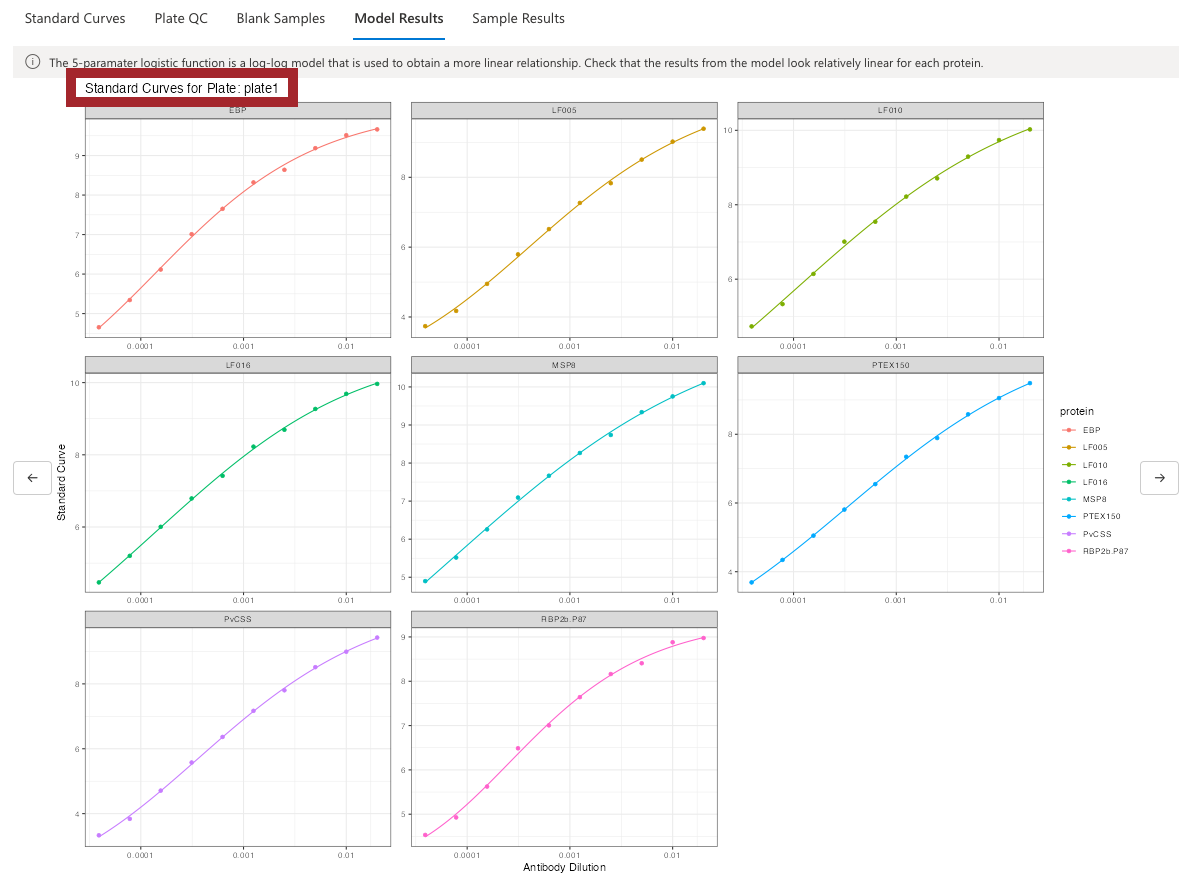 Standard Curves Plate QC Blank Samples Model Results Sample Results
The 5-paramater logistic function is a log-log model that is used to obtain a more linear relationship. Check that the results from the model look relatively linear for each protein.
Standard Curves for Plate: plate1
EBP LF005 LF010
9
8
7
6
5
8
6
4
10
8
6
0.0001 0.001 0.01 0.0001 0.001 0.01 0.0001 0.001 0.01
LF016 MSP8 PTEX150
10
8
6
10
9
8
7
6
5
8
6
4
0.0001 0.001 0.01 0.0001 0.001 0.01 0.0001 0.001 0.01
PvCSS RBP2b.P87
8
6
4
9
8
7
6
5
0.0001 0.001 0.01 0.0001 0.001 0.01
Standard Curve
Antibody Dilution
protein
EBP
LF005
LF010
LF016
MSP8
PTEX150
PvCSS
RBP2b.P87